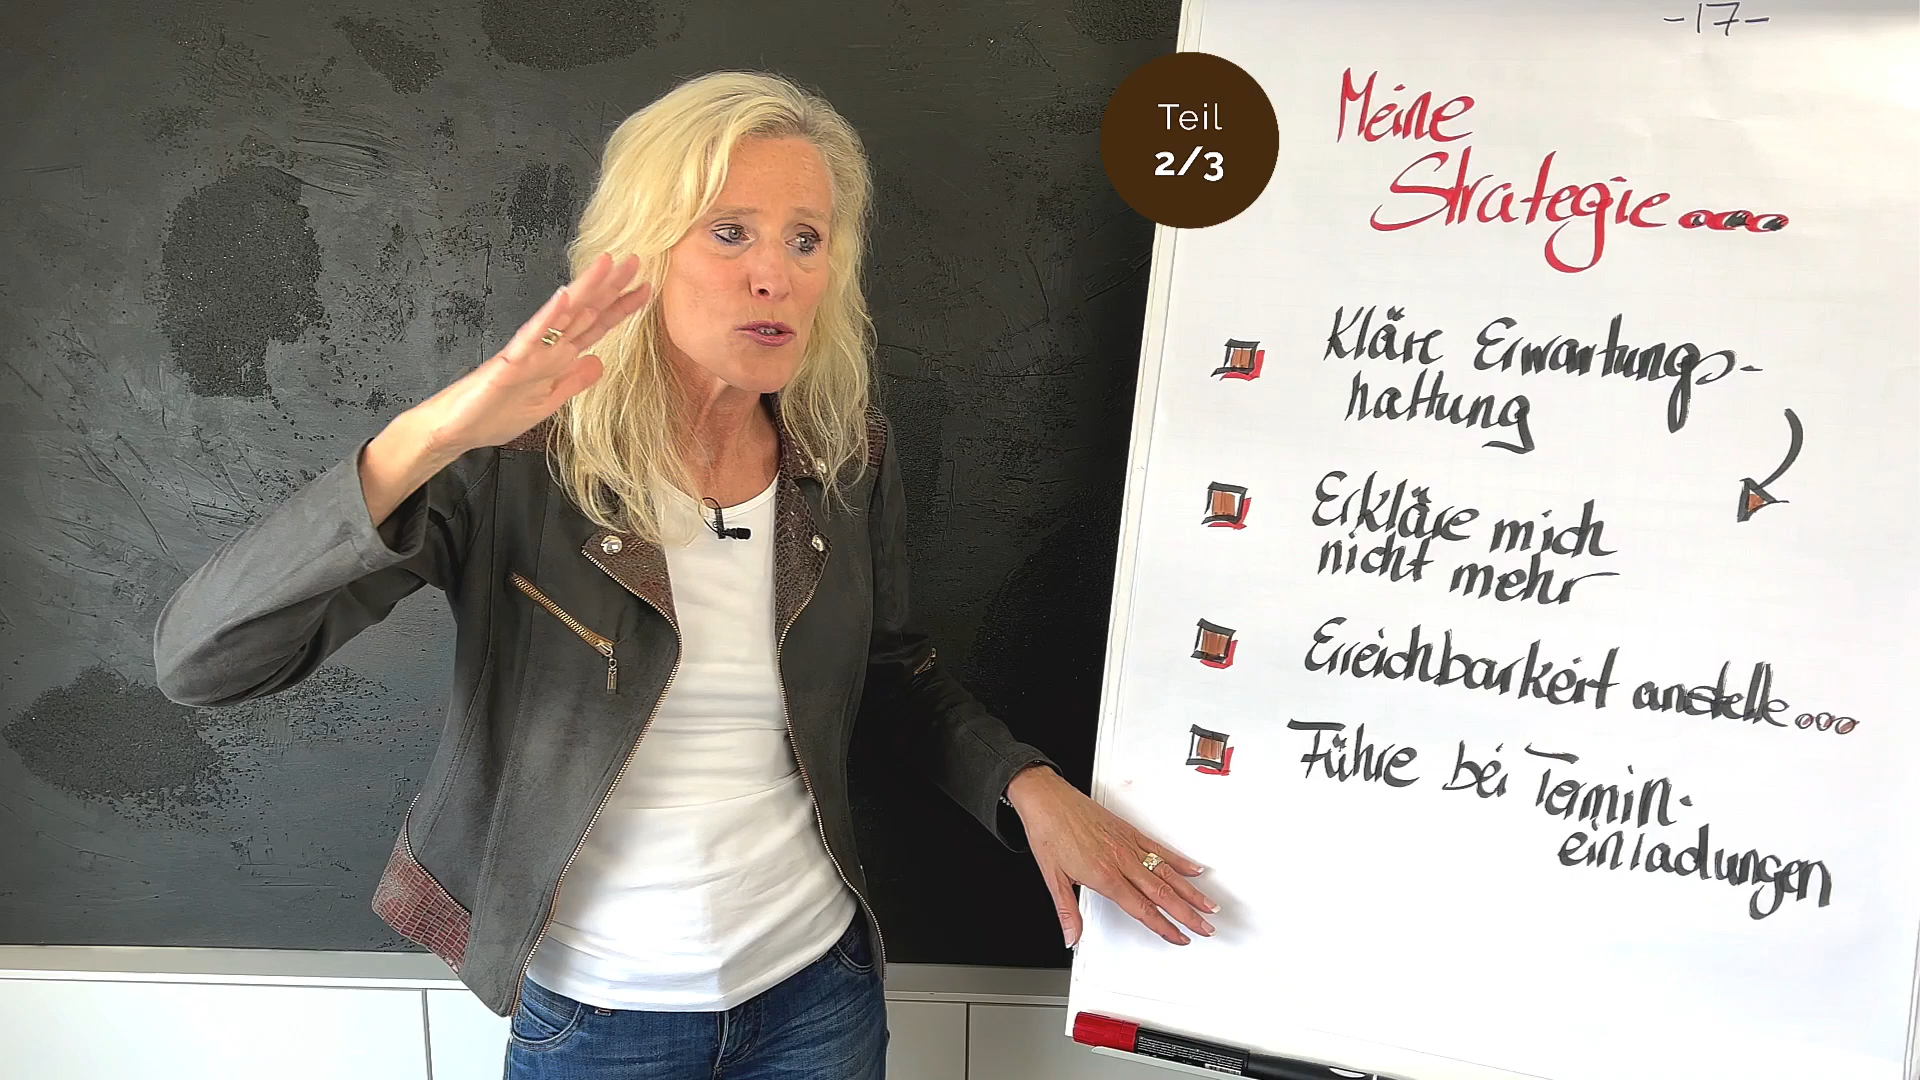 -17-
Teil
2/3
Meine
Strategie...
Kläre Erwartungs-
haltung
Erkläre mich
nicht mehr
Erreichbarkeit anstelle...
Führe bei Termin-
einladungen